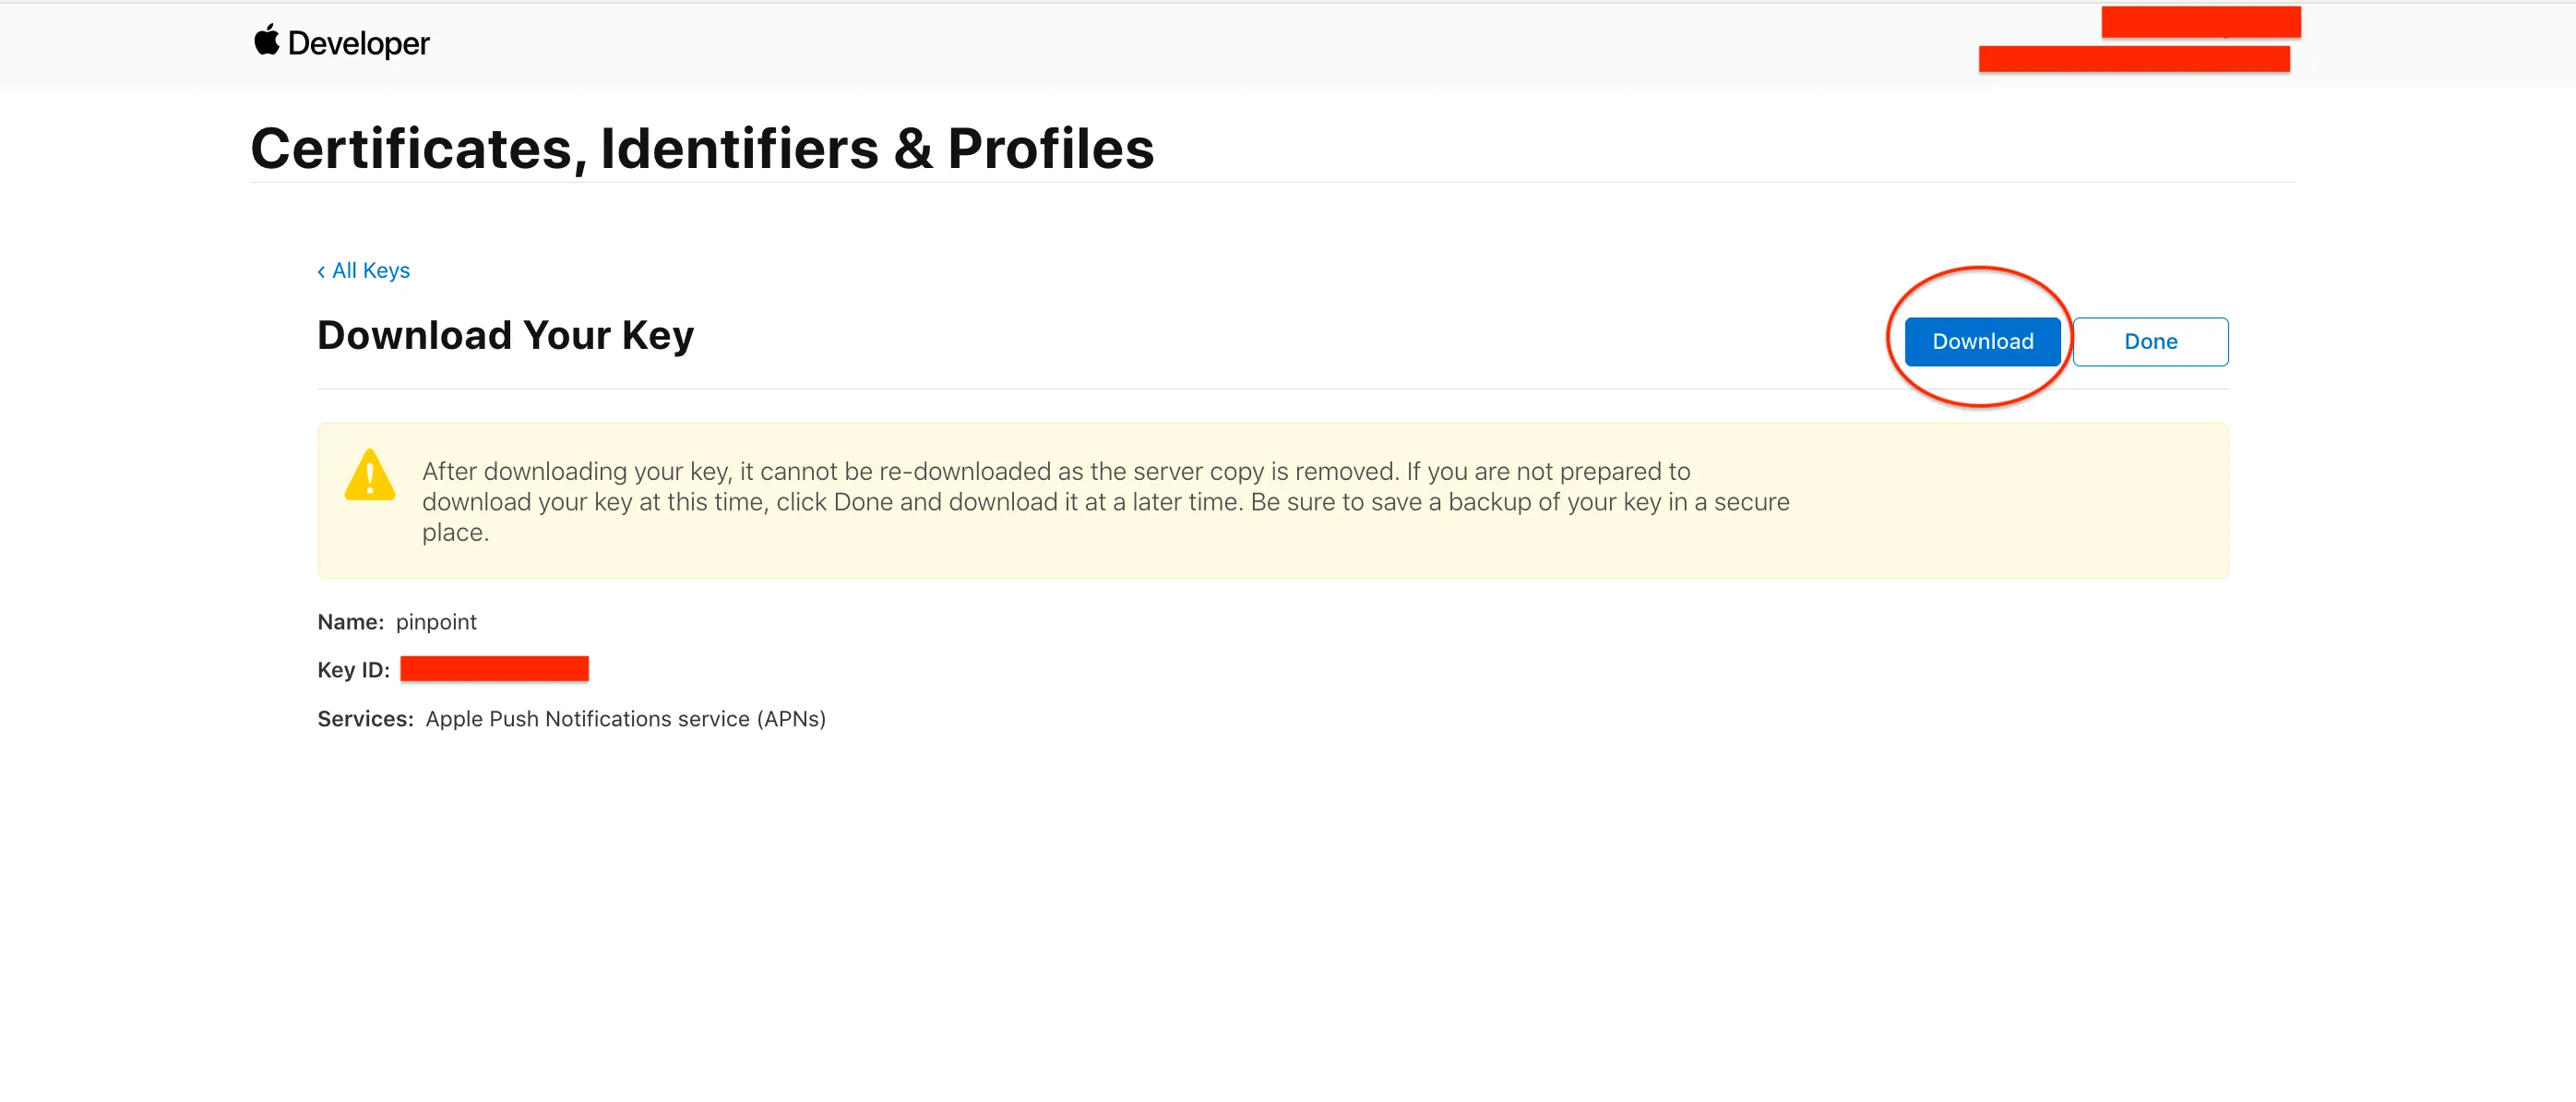 Developer
Certificates, Identifiers & Profiles
‹ All Keys
Download Your Key
Download
Done
After downloading your key, it cannot be re-downloaded as the server copy is removed. If you are not prepared to
download your key at this time, click Done and download it at a later time. Be sure to save a backup of your key in a secure
place.
Name: pinpoint
Key ID:
Services: Apple Push Notifications service (APNs)